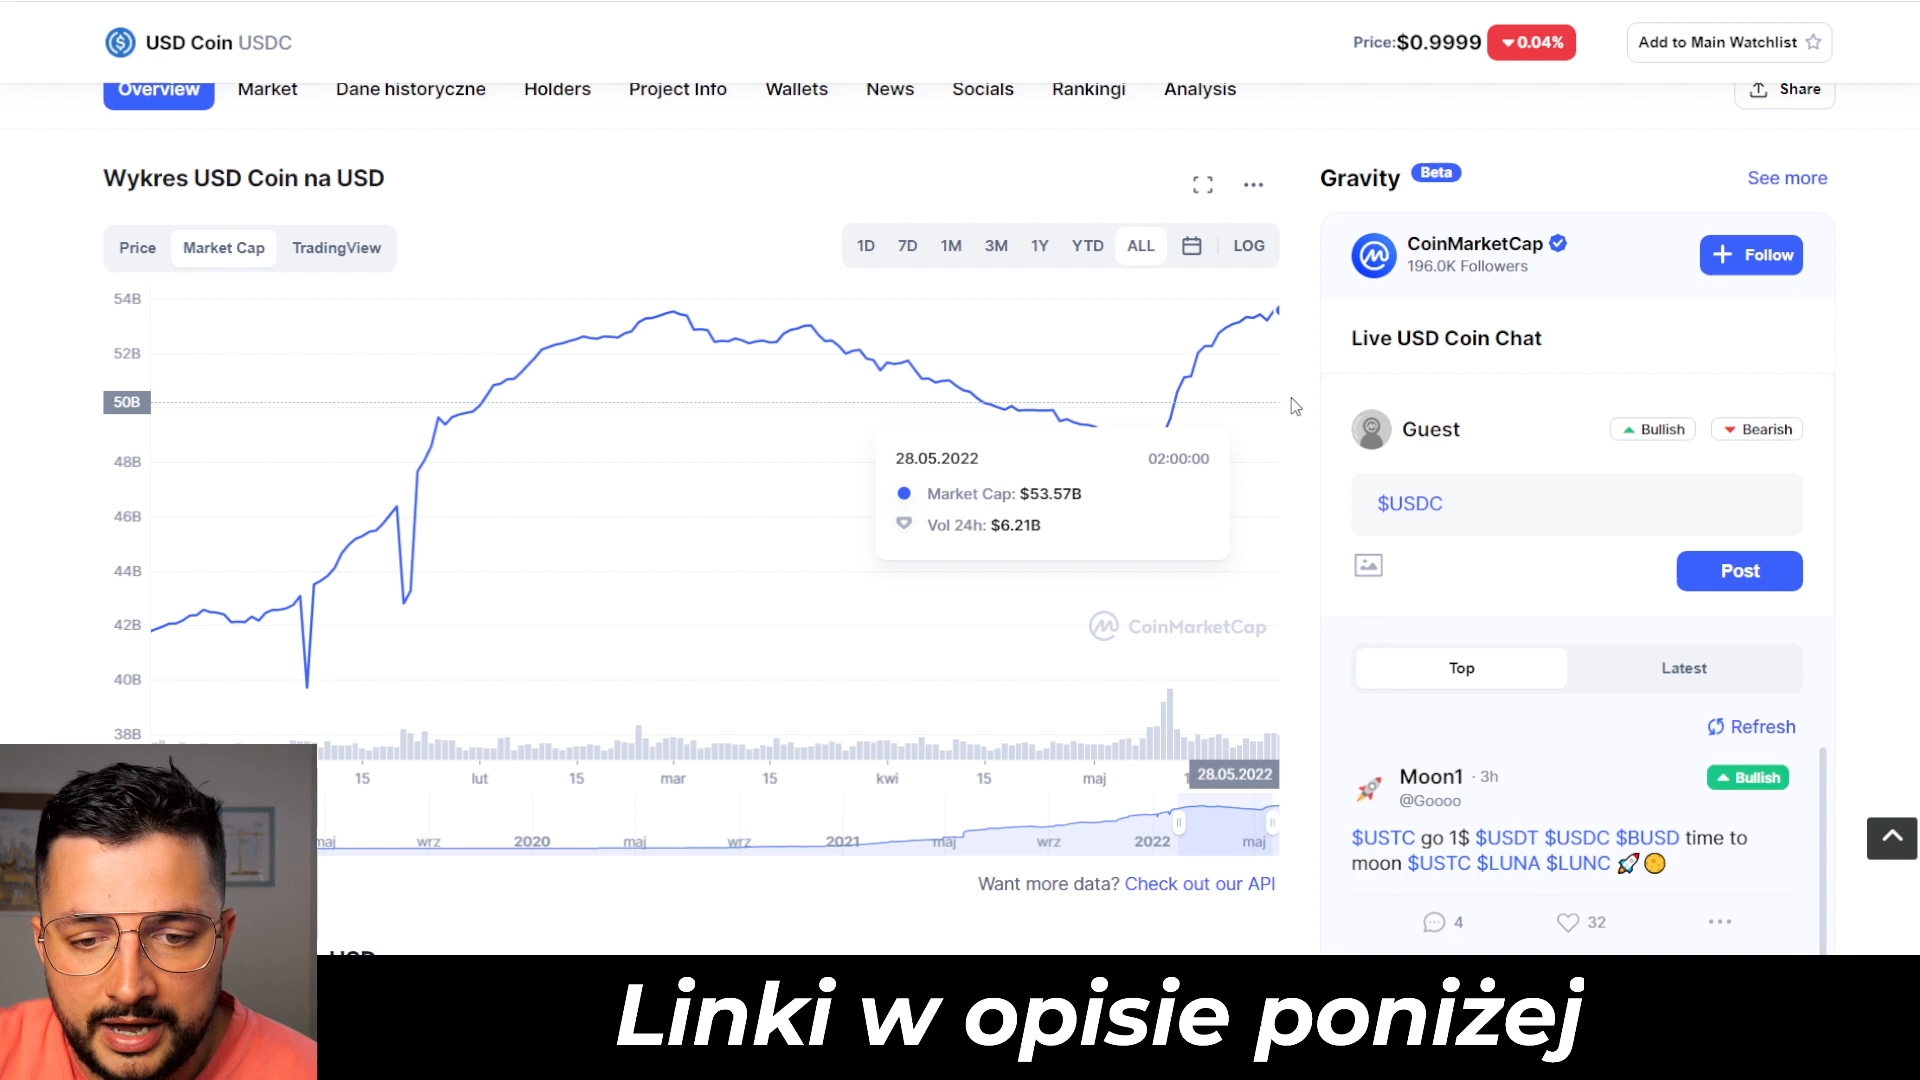 USD Coin USDC
Price:$0.9999 0.04% Add to Main Watchlist
Overview Market Dane historyczne Holders Project Info Wallets News Socials Rankingi Analysis Share
Wykres USD Coin na USD
Price Market Cap TradingView
1D 7D 1M 3M 1Y YTD ALL LOG
54B
52B
50B
48B
46B
44B
42B
40B
38B
28.05.2022 02:00:00
Market Cap: $53.57B
Vol 24h: $6.21B
CoinMarketCap
15 lut 15 mar 15 kwi 15 maj 28.05.2022
maj wrz 2020 maj wrz 2021 maj wrz 2022 maj
Want more data? Check out our API
Gravity Beta See more
CoinMarketCap
196.0K Followers
Follow
Live USD Coin Chat
Guest Bullish Bearish
$USDC
Post
Top Latest
Refresh
Moon1 · 3h Bullish
@Goooo
$USTC go 1$ $USDT $USDC $BUSD time to
moon $USTC $LUNA $LUNC
4 32
Linki w opisie poniżej